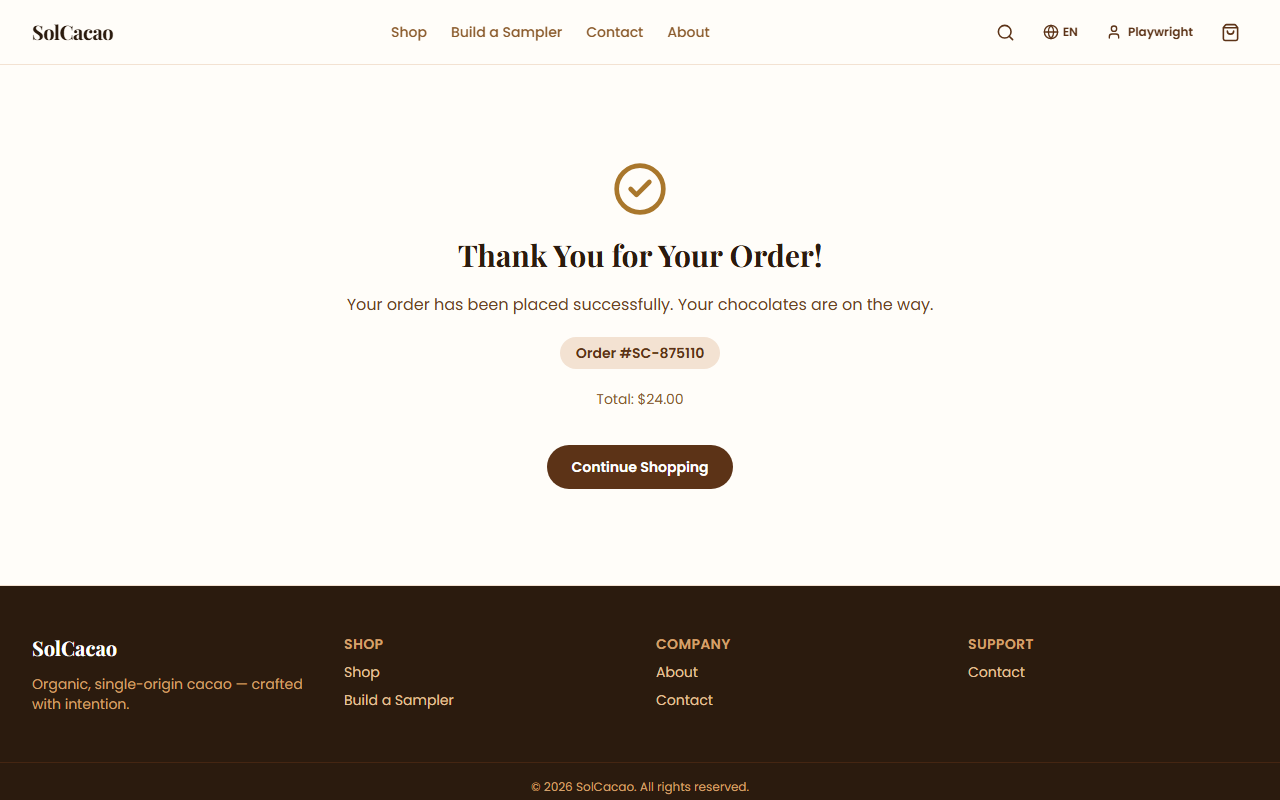 SolCacao
Shop
Build a Sampler
Contact
About
EN
Playwright
Thank You for Your Order!
Your order has been placed successfully. Your chocolates are on the way.
Order #SC-875110
Total: $24.00
Continue Shopping
SolCacao
Organic, single-origin cacao — crafted
with intention.
SHOP
Shop
Build a Sampler
COMPANY
About
Contact
SUPPORT
Contact
© 2026 SolCacao. All rights reserved.